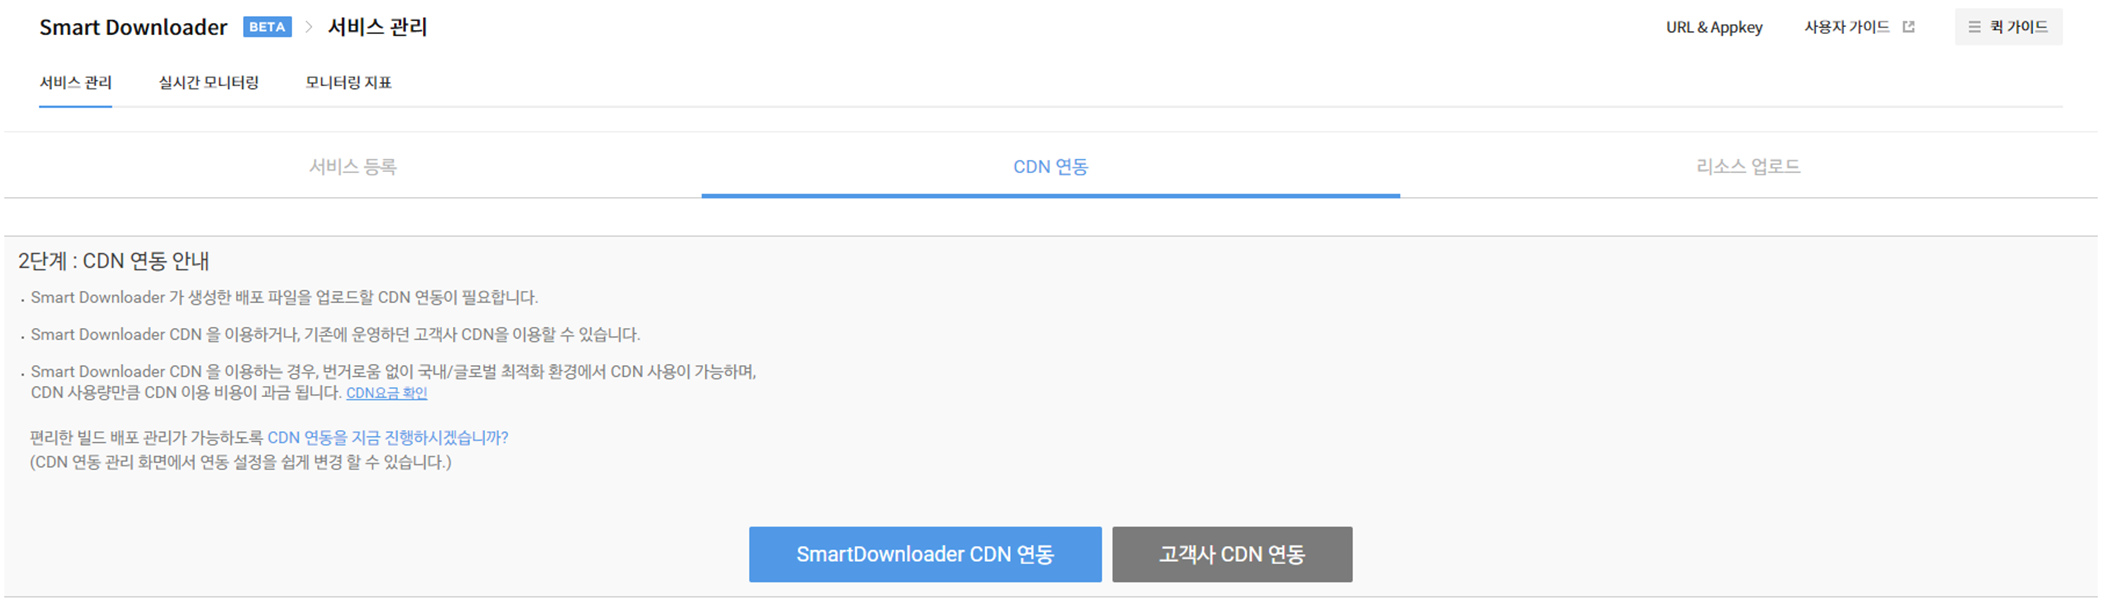 Smart Downloader BETA > 서비스 관리
URL & Appkey 사용자 가이드 퀵 가이드
서비스 관리 실시간 모니터링 모니터링 지표
서비스 등록 CDN 연동 리소스 업로드
2단계 : CDN 연동 안내
· Smart Downloader 가 생성한 배포 파일을 업로드할 CDN 연동이 필요합니다.
· Smart Downloader CDN 을 이용하거나, 기존에 운영하던 고객사 CDN을 이용할 수 있습니다.
· Smart Downloader CDN 을 이용하는 경우, 번거로움 없이 국내/글로벌 최적화 환경에서 CDN 사용이 가능하며,
CDN 사용량만큼 CDN 이용 비용이 과금 됩니다. CDN요금 확인
편리한 빌드 배포 관리가 가능하도록 CDN 연동을 지금 진행하시겠습니까?
(CDN 연동 관리 화면에서 연동 설정을 쉽게 변경 할 수 있습니다.)
SmartDownloader CDN 연동 고객사 CDN 연동